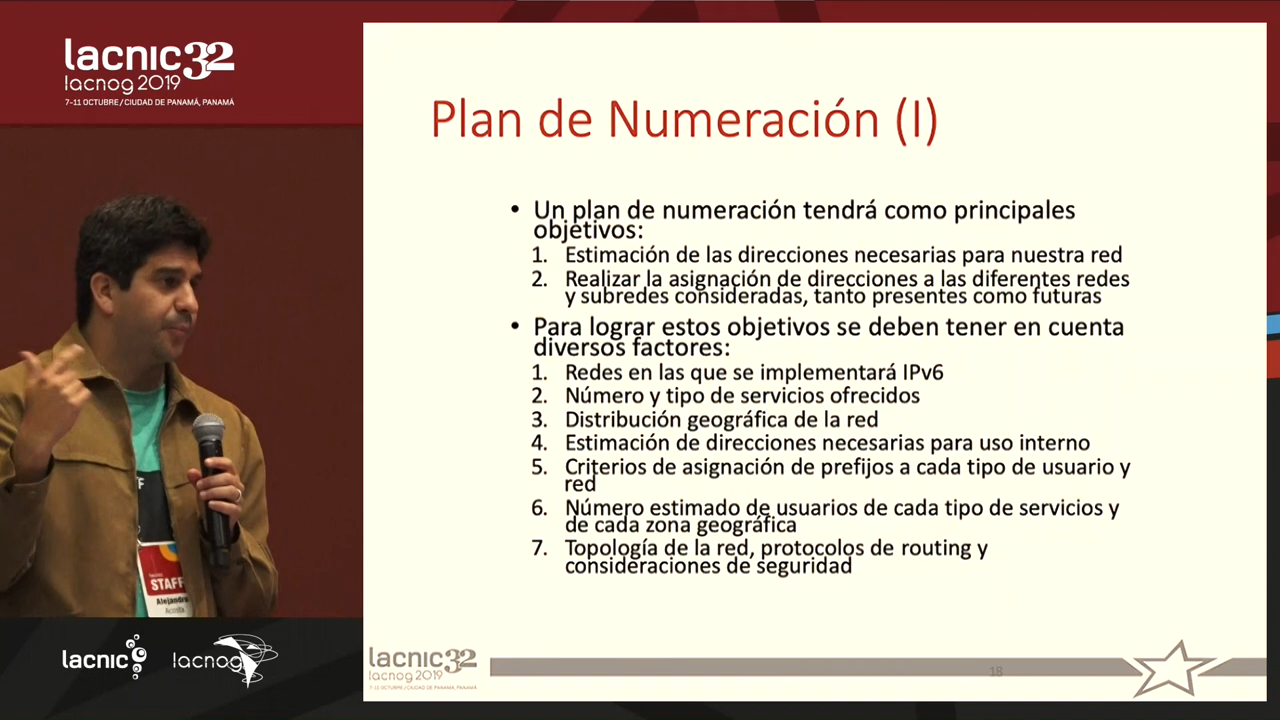 lacnic32
lacnog 2019
7-11 OCTUBRE / CIUDAD DE PANAMÁ, PANAMÁ
Plan de Numeración (I)
• Un plan de numeración tendrá como principales
objetivos:
1. Estimación de las direcciones necesarias para nuestra red
2. Realizar la asignación de direcciones a las diferentes redes
y subredes consideradas, tanto presentes como futuras
• Para lograr estos objetivos se deben tener en cuenta
diversos factores:
1. Redes en las que se implementará IPv6
2. Número y tipo de servicios ofrecidos
3. Distribución geográfica de la red
4. Estimación de direcciones necesarias para uso interno
5. Criterios de asignación de prefijos a cada tipo de usuario y
red
6. Número estimado de usuarios de cada tipo de servicios y
de cada zona geográfica
7. Topología de la red, protocolos de routing y
consideraciones de seguridad
STAFF
Alejandro
lacnic
lacnog
lacnic32
lacnog 2019
7-11 OCTUBRE / CIUDAD DE PANAMÁ, PANAMÁ
18